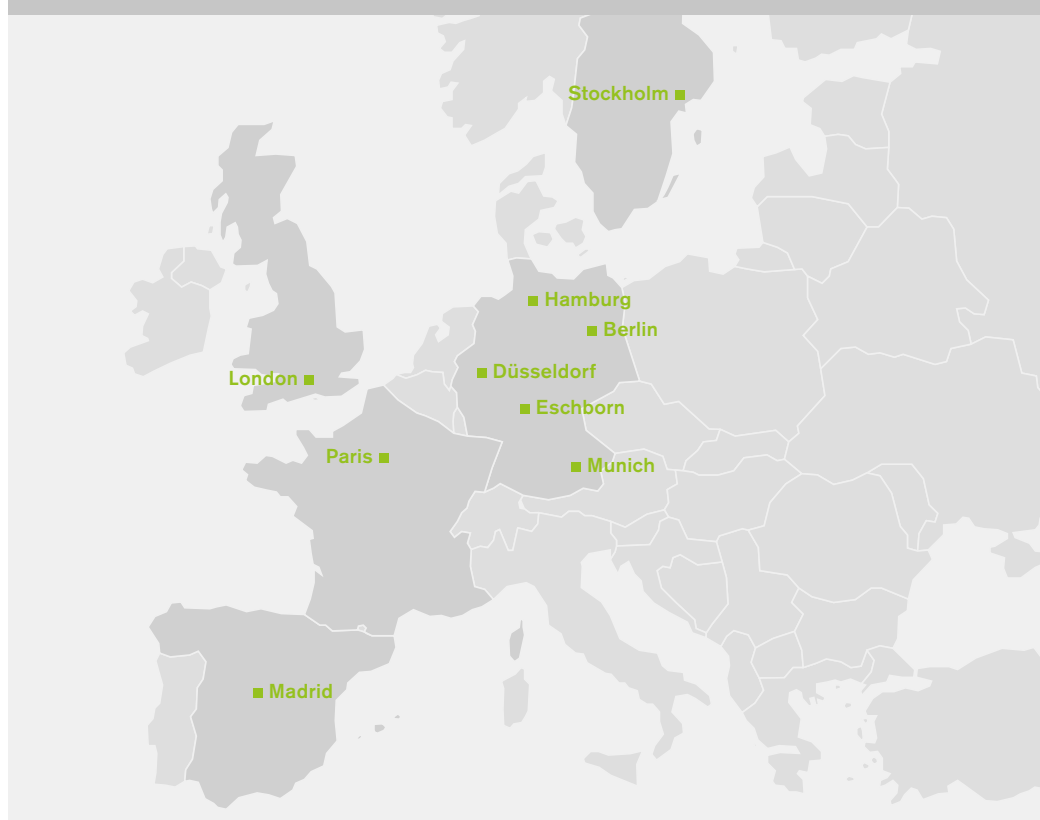 Stockholm
Hamburg
Berlin
Düsseldorf
London
Eschborn
Paris
Munich
Madrid